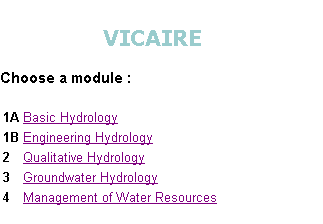 VICAIRE
Choose a module :
1A Basic Hydrology
1B Engineering Hydrology
2 Qualitative Hydrology
3 Groundwater Hydrology
4 Management of Water Resources